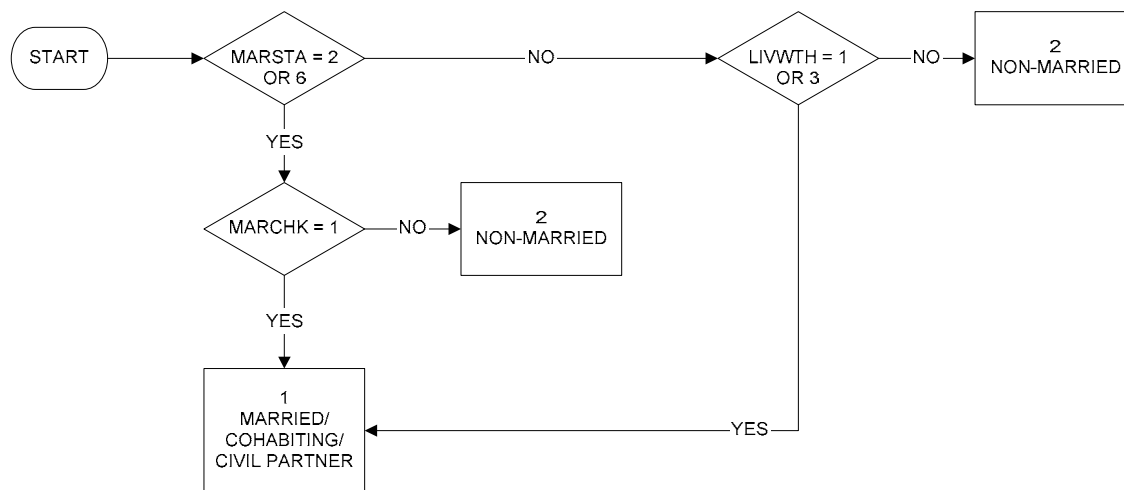 START
MARSTA = 2
OR 6
NO
LIVWTH = 1
OR 3
NO
2
NON-MARRIED
YES
MARCHK = 1
NO
2
NON-MARRIED
YES
1
MARRIED/
COHABITING/
CIVIL PARTNER
YES